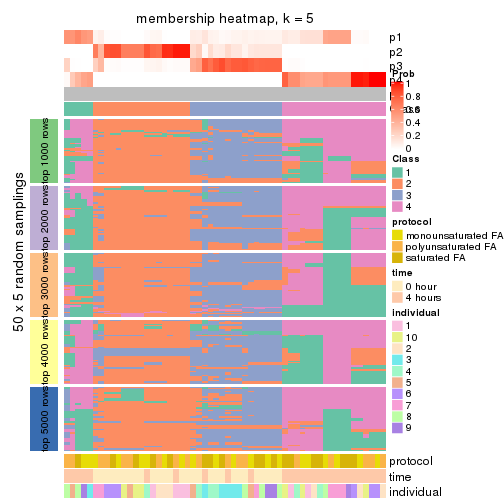 membership heatmap, k = 5
p1
p2
p3
p4
Prob
1
0.8
0.6
0.4
0.2
0
Class
1
2
3
4
protocol
monounsaturated FA
polyunsaturated FA
saturated FA
time
0 hour
4 hours
individual
1
10
2
3
4
5
6
7
8
9
50 x 5 random samplings
top 1000 rows
top 2000 rows
top 3000 rows
top 4000 rows
top 5000 rows
protocol
time
individual